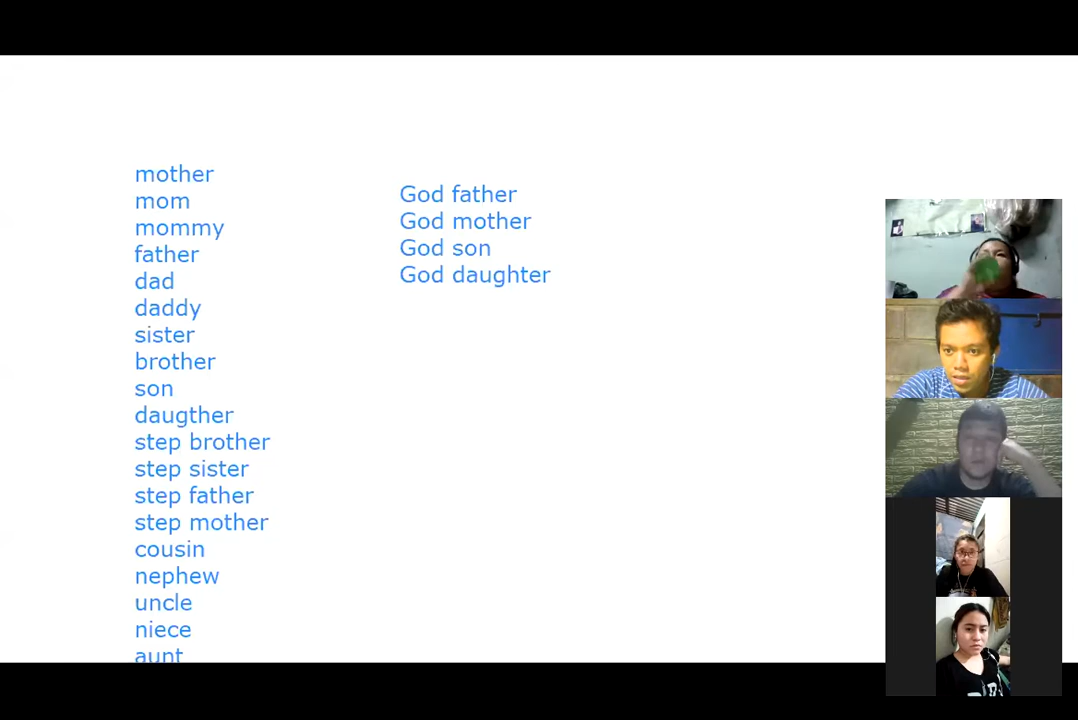 mother
mom
mommy
father
dad
daddy
sister
brother
son
daugther
step brother
step sister
step father
step mother
cousin
nephew
uncle
niece
aunt
God father
God mother
God son
God daughter